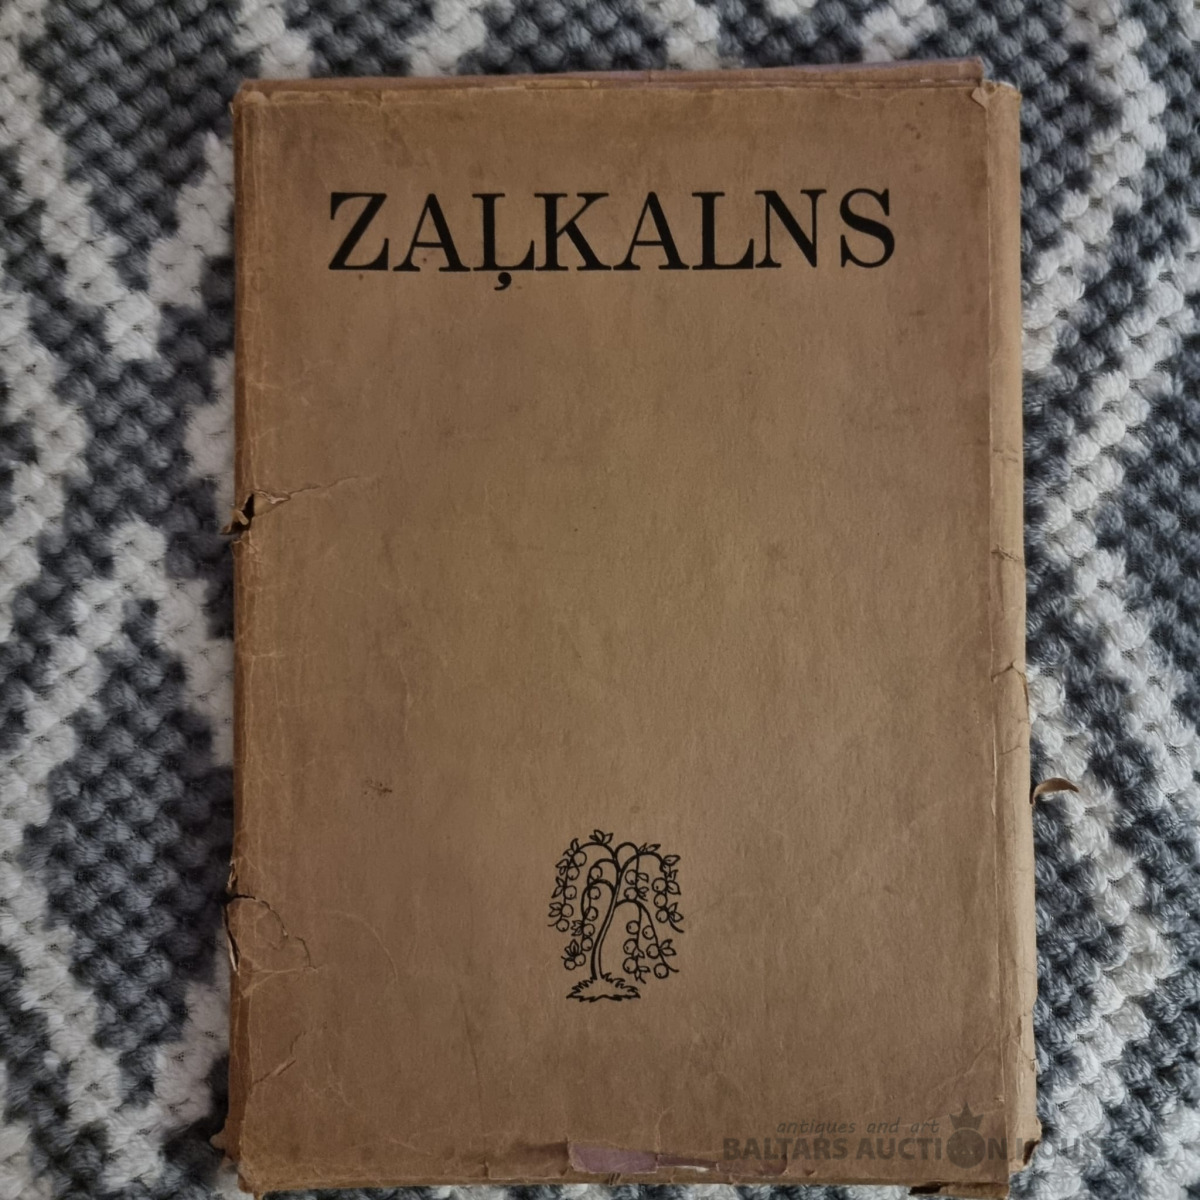 ZAĻKALNS
antiques and art
BALTARS AUCTION HOUSE